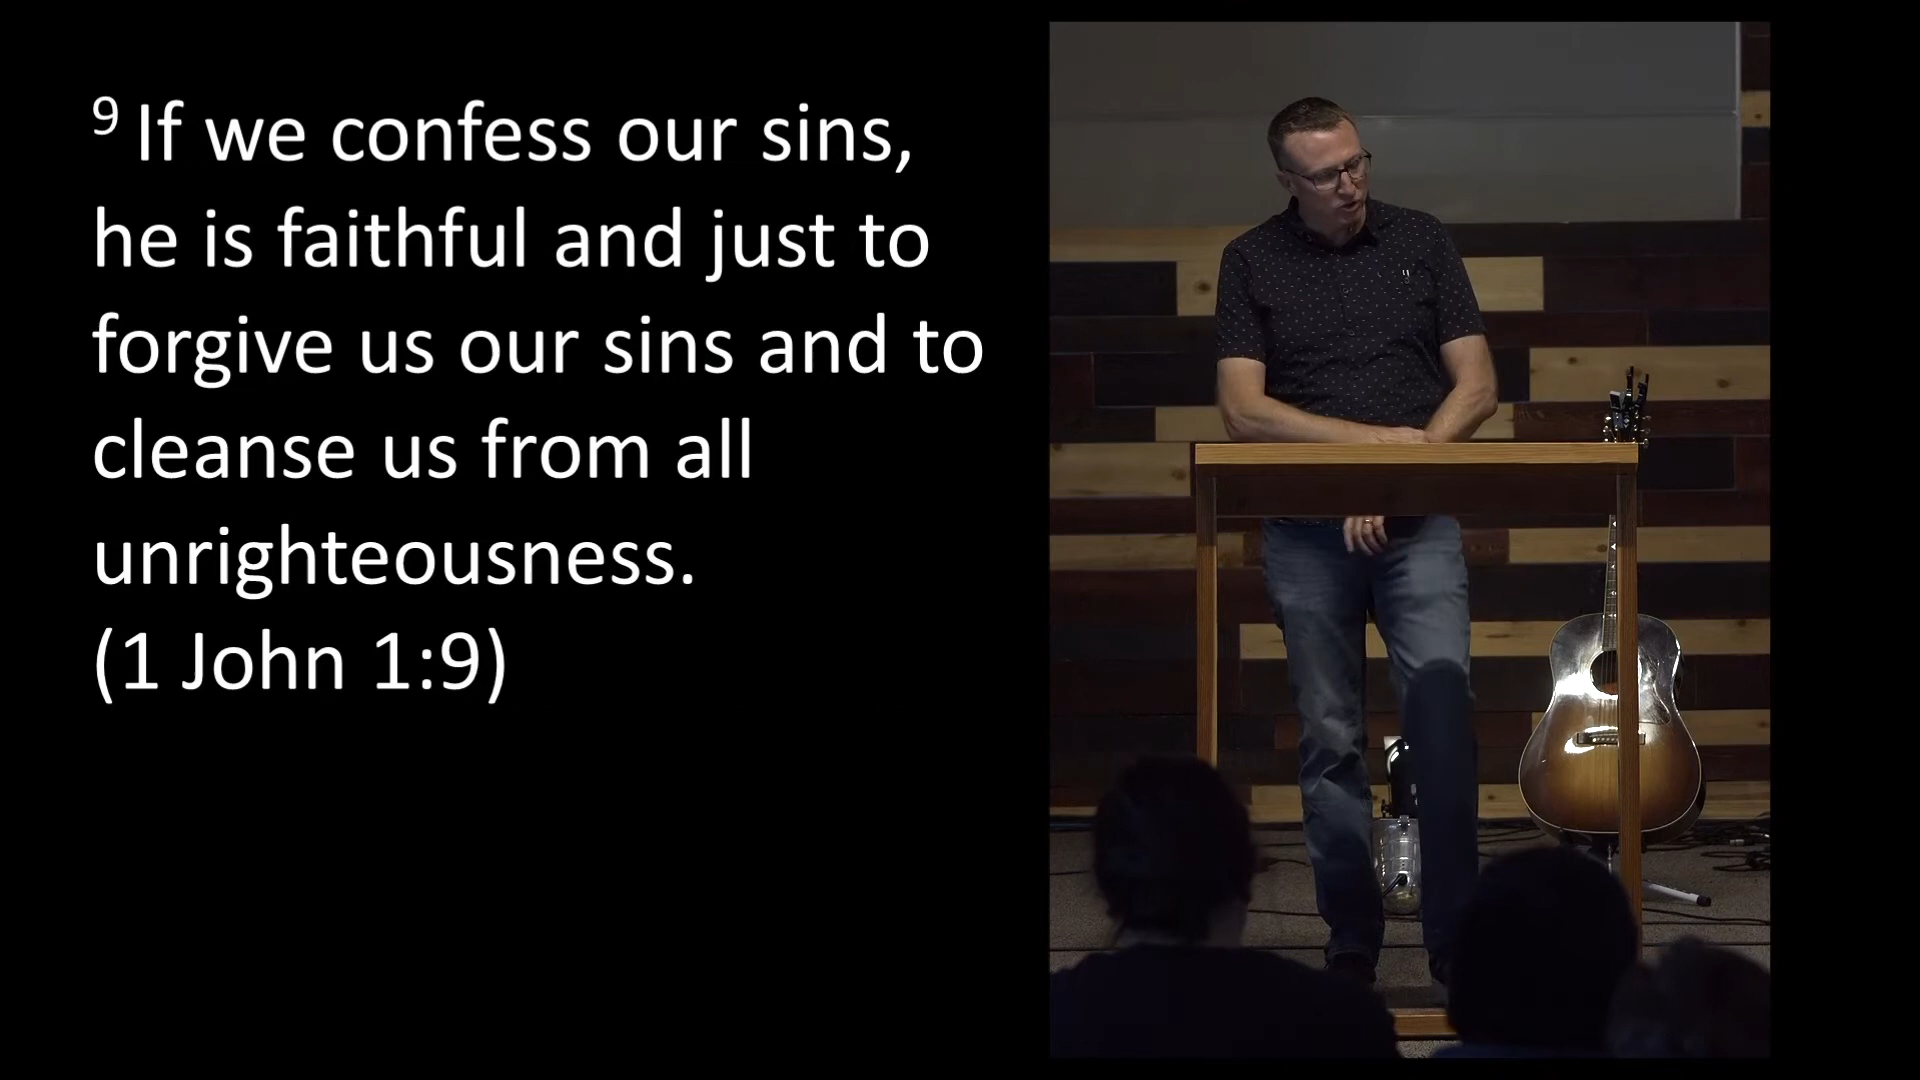 ⁹ If we confess our sins,
he is faithful and just to
forgive us our sins and to
cleanse us from all
unrighteousness.
(1 John 1:9)